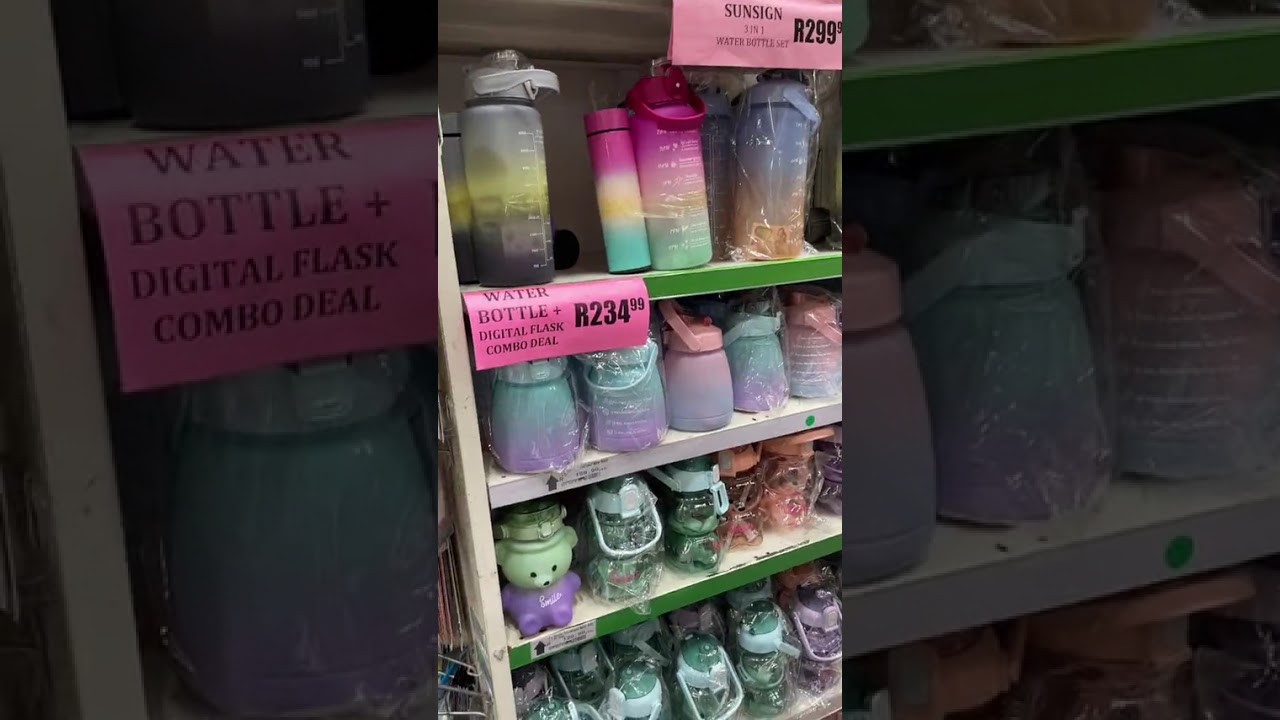 SUNSIGN
3 IN 1
WATER BOTTLE SET
R299
WATER
BOTTLE +
DIGITAL FLASK
COMBO DEAL
R234.99
WATER
BOTTLE +
DIGITAL FLASK
COMBO DEAL
Smile